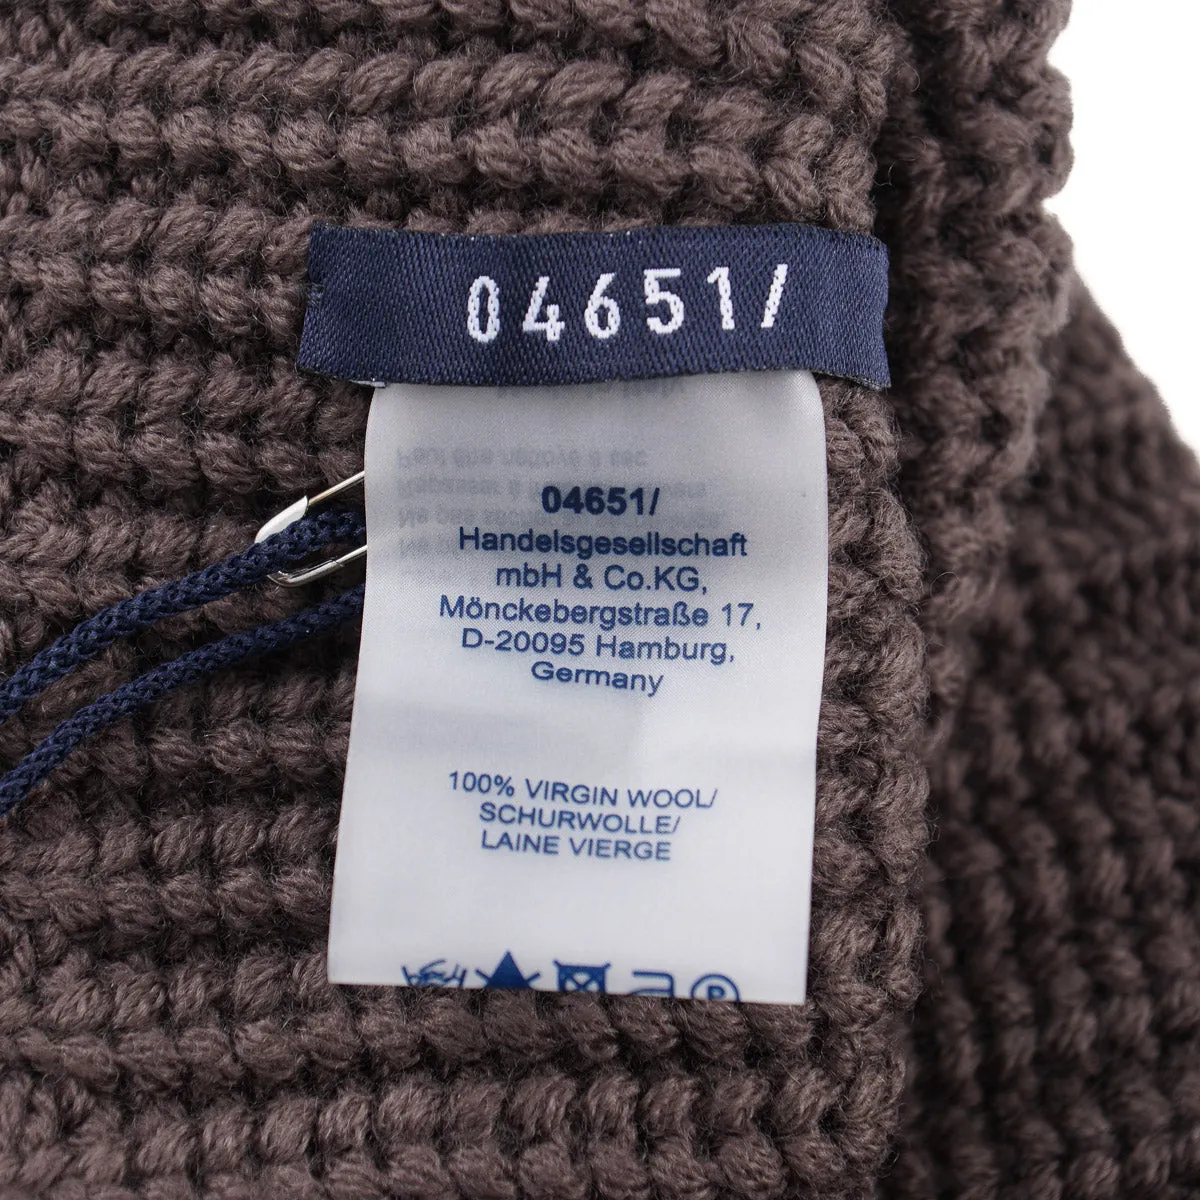 04651/
04651/
Handelsgesellschaft
mbH & Co.KG,
Mönckebergstraße 17,
D-20095 Hamburg,
Germany
100% VIRGIN WOOL/
SCHURWOLLE/
LAINE VIERGE
P